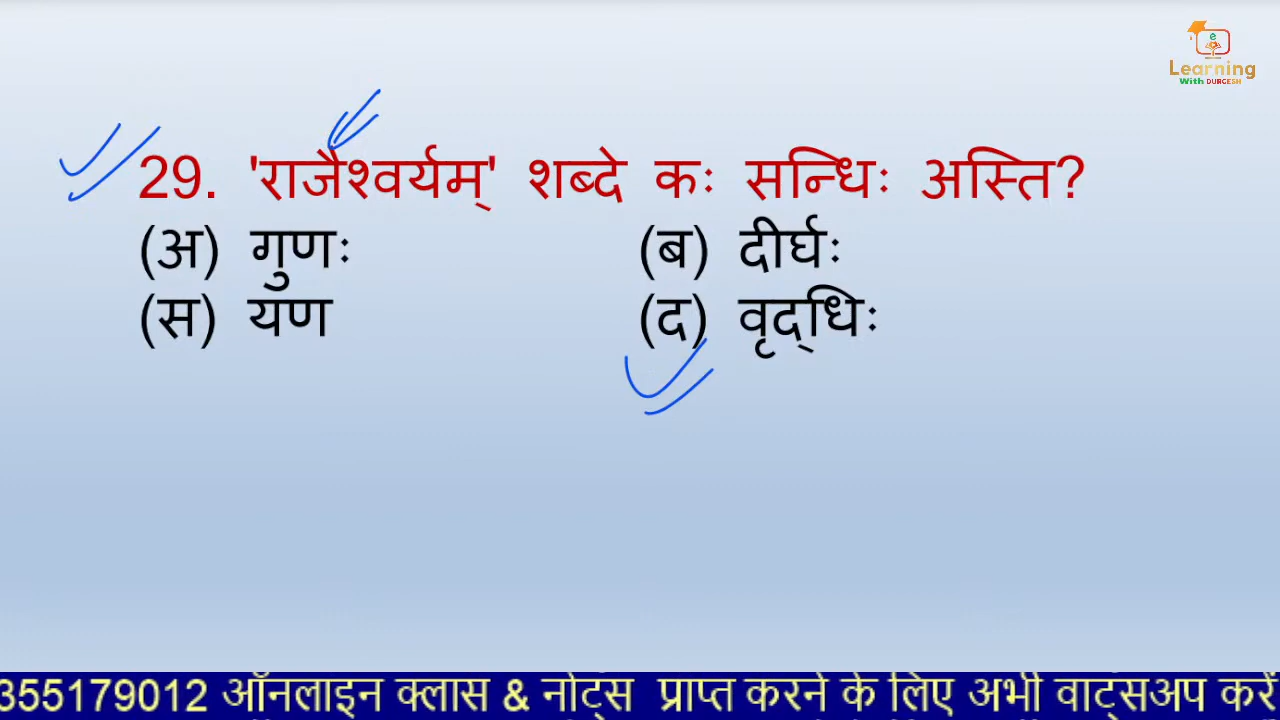 e
Learning
With DURGESH
29. 'राजैश्वर्यम्' शब्दे कः सन्धिः अस्ति?
(अ) गुणः (ब) दीर्घः
(स) यण (द) वृद्धिः
355179012 ऑनलाइन क्लास & नोट्स प्राप्त करने के लिए अभी वाट्सअप करें